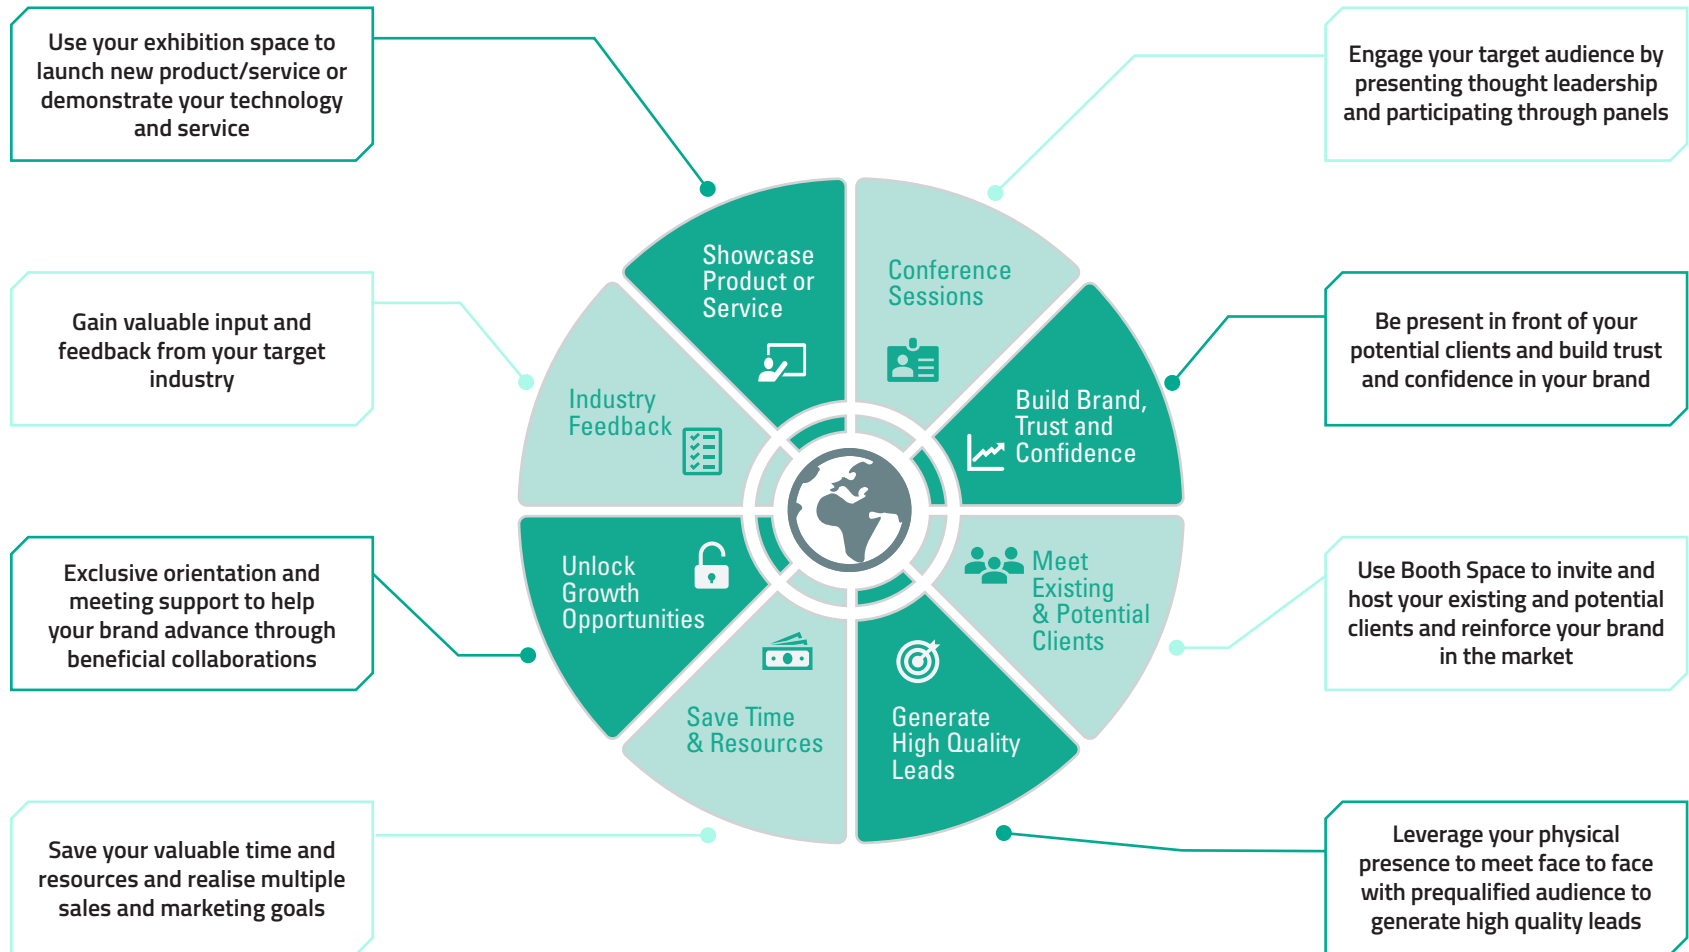 Use your exhibition space to
launch new product/service or
demonstrate your technology
and service
Engage your target audience by
presenting thought leadership
and participating through panels
Showcase
Product or
Service
Conference
Sessions
Gain valuable input and
feedback from your target
industry
Be present in front of your
potential clients and build trust
and confidence in your brand
Industry
Feedback
Build Brand,
Trust and
Confidence
Exclusive orientation and
meeting support to help
your brand advance through
beneficial collaborations
Unlock
Growth
Opportunities
Meet
Existing
& Potential
Clients
Use Booth Space to invite and
host your existing and potential
clients and reinforce your brand
in the market
Save Time
& Resources
Generate
High Quality
Leads
Save your valuable time and
resources and realise multiple
sales and marketing goals
Leverage your physical
presence to meet face to face
with prequalified audience to
generate high quality leads